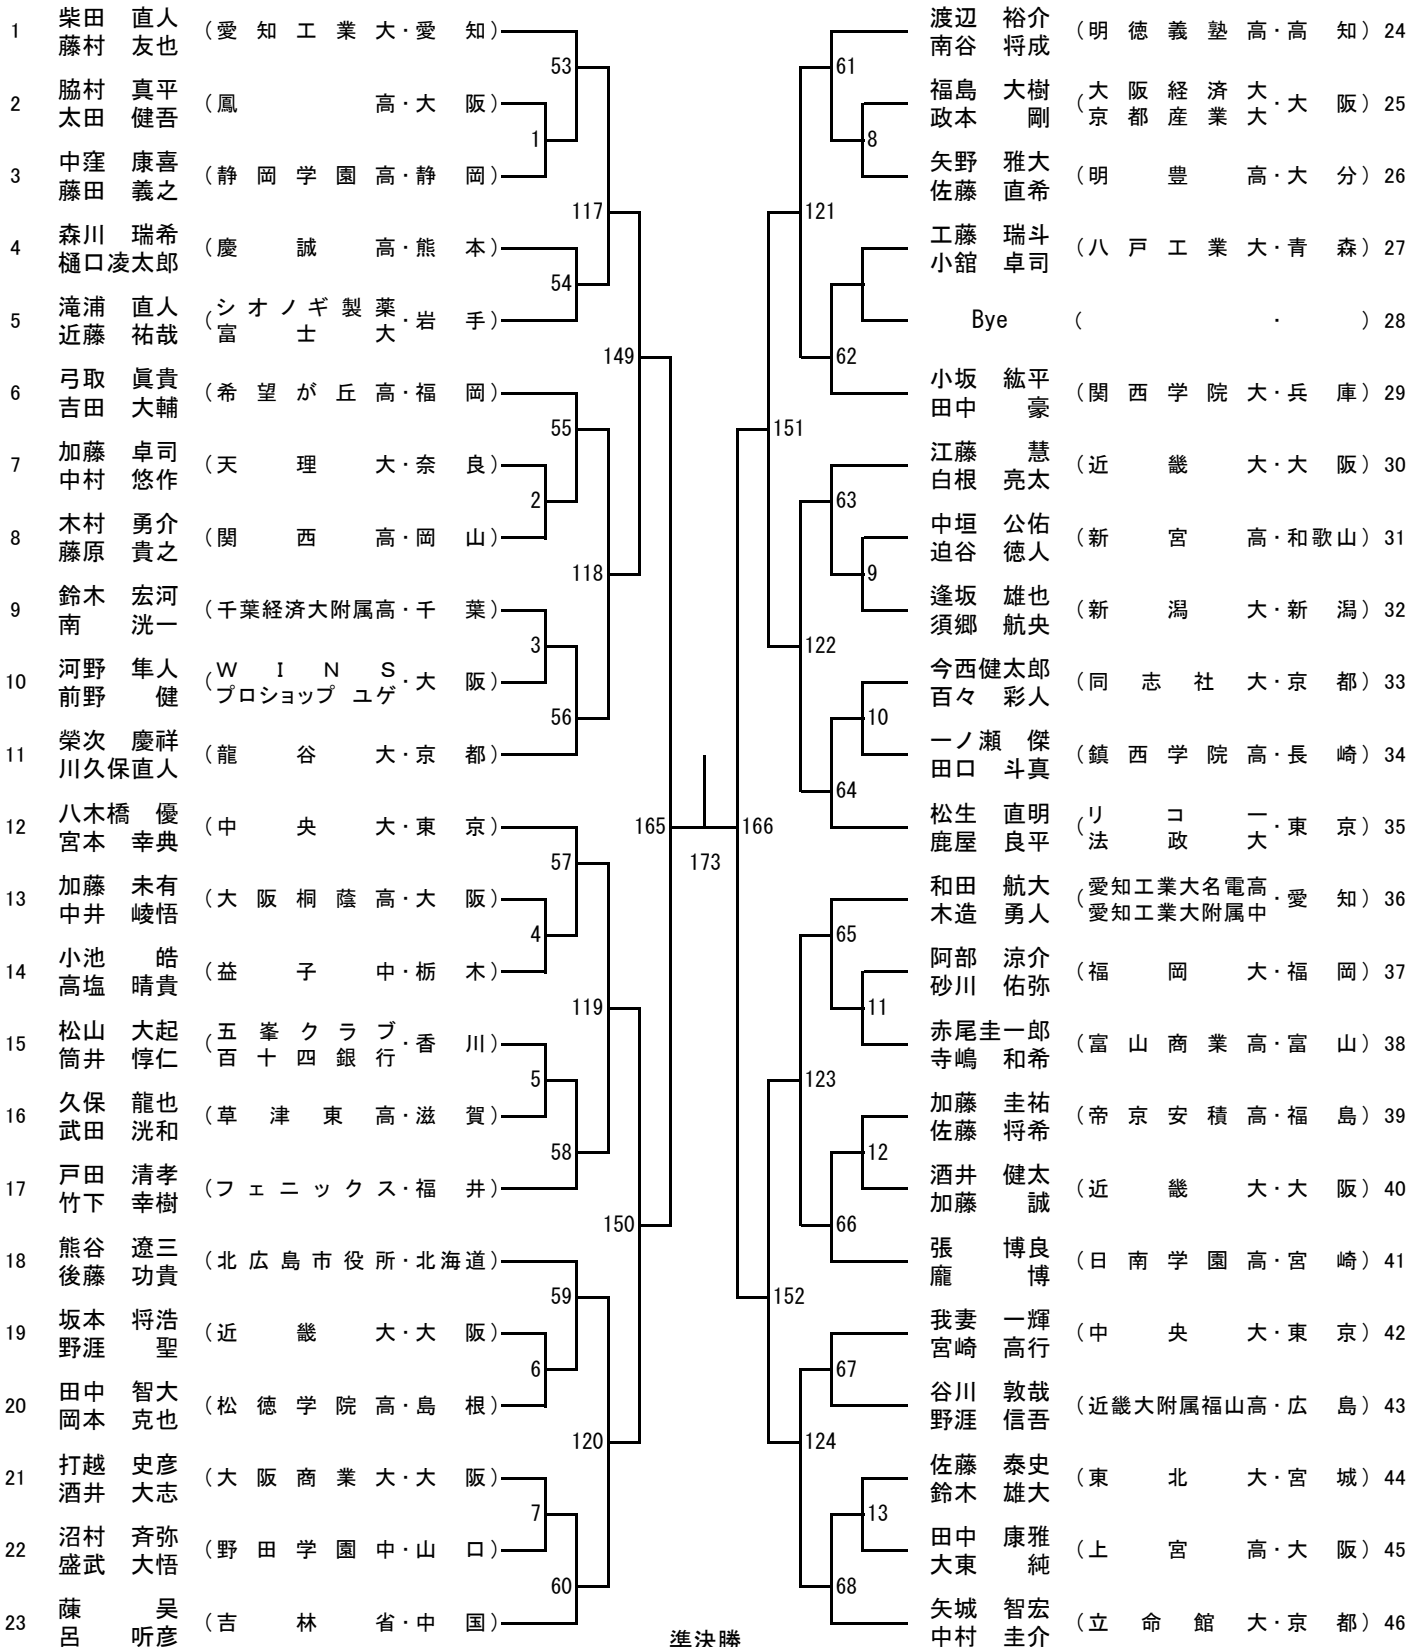 1 柴田 直人 藤村 友也 (愛知工業大・愛知)
2 脇村 真平 太田 健吾 (鳳高・大阪)
3 中窪 康喜 藤田 義之 (静岡学園高・静岡)
4 森川 瑞希 樋口凌太郎 (慶誠高・熊本)
5 滝浦 直人 近藤 祐哉 (シオノギ製薬 富士大・岩手)
6 弓取 眞貴 吉田 大輔 (希望が丘高・福岡)
7 加藤 卓司 中村 悠作 (天理大・奈良)
8 木村 勇介 藤原 貴之 (関西高・岡山)
9 鈴木 宏河 南 洸一 (千葉経済大附属高・千葉)
10 河野 隼人 前野 健 (WINS プロショップ ユゲ・大阪)
11 榮次 慶祥 川久保直人 (龍谷大・京都)
12 八木橋 優 宮本 幸典 (中央大・東京)
13 加藤 未有 中井 崚悟 (大阪桐蔭高・大阪)
14 小池 皓 高塩 晴貴 (益子中・栃木)
15 松山 大起 筒井 惇仁 (五峯クラブ 百十四銀行・香川)
16 久保 龍也 武田 洸和 (草津東高・滋賀)
17 戸田 清孝 竹下 幸樹 (フェニックス・福井)
18 熊谷 遼三 後藤 功貴 (北広島市役所・北海道)
19 坂本 将浩 野涯 聖 (近畿大・大阪)
20 田中 智大 岡本 克也 (松徳学院高・島根)
21 打越 史彦 酒井 大志 (大阪商業大・大阪)
22 沼村 斉弥 盛武 大悟 (野田学園中・山口)
23 呉 呂 听彦 (吉林省・中国)
53
1
117
54
149
55
2
118
3
56
165
57
4
119
5
58
150
59
6
120
7
60
173
準決勝
166
61
8
121
62
151
63
9
122
10
64
65
11
123
12
66
152
67
124
13
68
渡辺 裕介 南谷 将成 (明徳義塾高・高知) 24
福島 大樹 政本 剛 (大阪経済大 京都産業大・大阪) 25
矢野 雅大 佐藤 直希 (明豊高・大分) 26
工藤 瑞斗 小舘 卓司 (八戸工業大・青森) 27
Bye (・) 28
小坂 紘平 田中 豪 (関西学院大・兵庫) 29
江藤 慧 白根 亮太 (近畿大・大阪) 30
中垣 公佑 迫谷 徳人 (新宮高・和歌山) 31
逢坂 雄也 須郷 航央 (新潟大・新潟) 32
今西健太郎 百々 彩人 (同志社大・京都) 33
一ノ瀬 傑 田口 斗真 (鎮西学院高・長崎) 34
松生 直明 鹿屋 良平 (リコー 法政大・東京) 35
和田 航大 木造 勇人 (愛知工業大名電高 愛知工業大附属中・愛知) 36
阿部 涼介 砂川 佑弥 (福岡大・福岡) 37
赤尾圭一郎 寺嶋 和希 (富山商業高・富山) 38
加藤 圭祐 佐藤 将希 (帝京安積高・福島) 39
酒井 健太 加藤 誠 (近畿大・大阪) 40
張 博良 龐 博 (日南学園高・宮崎) 41
我妻 一輝 宮崎 高行 (中央大・東京) 42
谷川 敦哉 野涯 信吾 (近畿大附属福山高・広島) 43
佐藤 泰史 鈴木 雄大 (東北大・宮城) 44
田中 康雅 大東 純 (上宮高・大阪) 45
矢城 智宏 中村 圭介 (立命館大・京都) 46